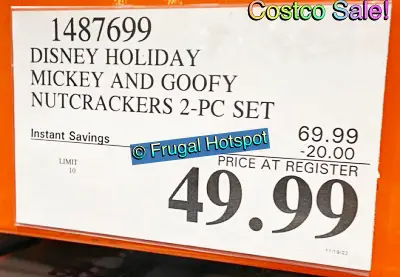 Costco Sale!
1487699
DISNEY HOLIDAY
MICKEY AND GOOFY
NUTCRACKERS 2-PC SET
Instant Savings
69.99
-20.00
© Frugal Hotspot
LIMIT
10
PRICE AT REGISTER
49.99